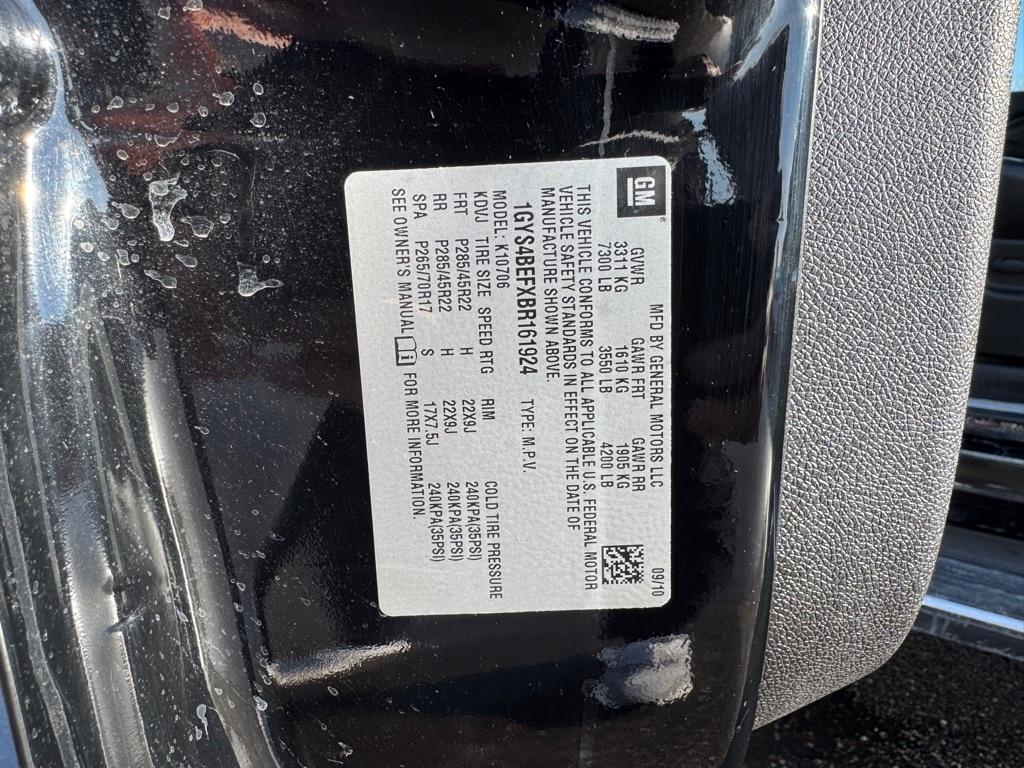 GM ®
MFD BY GENERAL MOTORS LLC 09/10
GVWR GAWR FRT GAWR RR
3311 KG 1610 KG 1905 KG
7300 LB 3550 LB 4200 LB
THIS VEHICLE CONFORMS TO ALL APPLICABLE U.S. FEDERAL MOTOR
VEHICLE SAFETY STANDARDS IN EFFECT ON THE DATE OF
MANUFACTURE SHOWN ABOVE.
1GYS4BEFXBR161924 TYPE: M.P.V.
MODEL: K10706
KDVJ TIRE SIZE SPEED RTG RIM COLD TIRE PRESSURE
FRT P285/45R22 H 22X9J 240KPA(35PSI)
RR P285/45R22 H 22X9J 240KPA(35PSI)
SPA P265/70R17 S 17X7.5J 240KPA(35PSI)
SEE OWNER'S MANUAL FOR MORE INFORMATION.